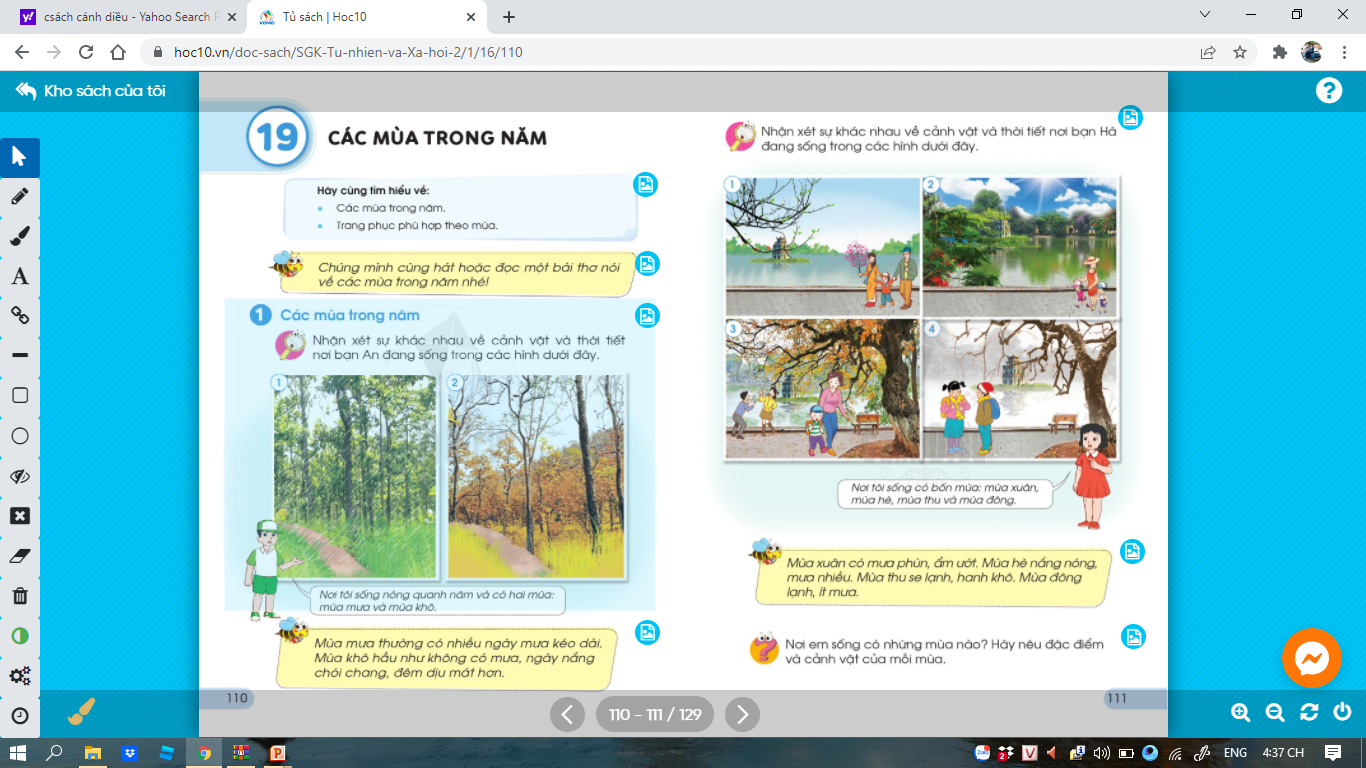 csách cánh diều - Yahoo Search R
Tủ sách | Hoc10
hoc10.vn/doc-sach/SGK-Tu-nhien-va-Xa-hoi-2/1/16/110
Kho sách của tôi
?
A
19
CÁC MÙA TRONG NĂM
Hãy cùng tìm hiểu về:
• Các mùa trong năm.
• Trang phục phù hợp theo mùa.
Chúng mình cùng hát hoặc đọc một bài thơ nói
về các mùa trong năm nhé!
1 Các mùa trong năm
Nhận xét sự khác nhau về cảnh vật và thời tiết
nơi bạn An đang sống trong các hình dưới đây.
1
2
Nơi tôi sống nóng quanh năm và có hai mùa:
mùa mưa và mùa khô.
Mùa mưa thường có nhiều ngày mưa kéo dài.
Mùa khô hầu như không có mưa, ngày nắng
chói chang, đêm dịu mát hơn.
110
Nhận xét sự khác nhau về cảnh vật và thời tiết nơi bạn Hà
đang sống trong các hình dưới đây.
1
2
3
4
Nơi tôi sống có bốn mùa: mùa xuân,
mùa hè, mùa thu và mùa đông.
Mùa xuân có mưa phùn, ẩm ướt. Mùa hè nắng nóng,
mưa nhiều. Mùa thu se lạnh, hanh khô. Mùa đông
lạnh, ít mưa.
?
Nơi em sống có những mùa nào? Hãy nêu đặc điểm
và cảnh vật của mỗi mùa.
111
110 - 111 / 129
ENG
4:37 CH